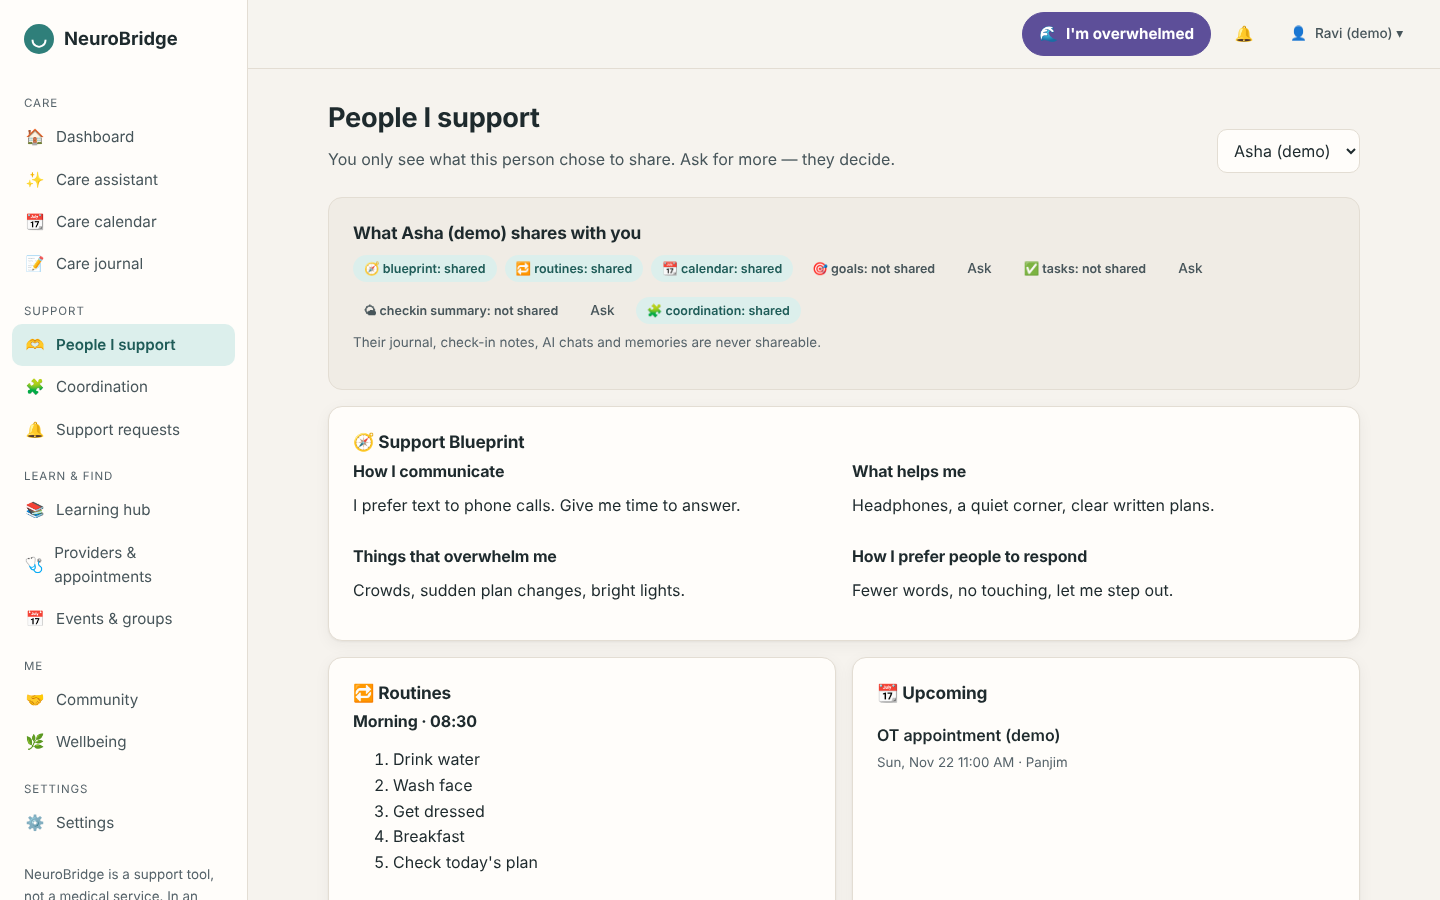 NeuroBridge
CARE
Dashboard
Care assistant
Care calendar
Care journal
SUPPORT
People I support
Coordination
Support requests
LEARN & FIND
Learning hub
Providers &
appointments
Events & groups
ME
Community
Wellbeing
SETTINGS
Settings
NeuroBridge is a support tool,
not a medical service. In an
I'm overwhelmed
Ravi (demo) ▾
People I support
You only see what this person chose to share. Ask for more — they decide.
Asha (demo)
What Asha (demo) shares with you
blueprint: shared
routines: shared
calendar: shared
goals: not shared
Ask
tasks: not shared
Ask
checkin summary: not shared
Ask
coordination: shared
Their journal, check-in notes, AI chats and memories are never shareable.
Support Blueprint
How I communicate
I prefer text to phone calls. Give me time to answer.
What helps me
Headphones, a quiet corner, clear written plans.
Things that overwhelm me
Crowds, sudden plan changes, bright lights.
How I prefer people to respond
Fewer words, no touching, let me step out.
Routines
Morning · 08:30
1. Drink water
2. Wash face
3. Get dressed
4. Breakfast
5. Check today's plan
Upcoming
OT appointment (demo)
Sun, Nov 22 11:00 AM · Panjim